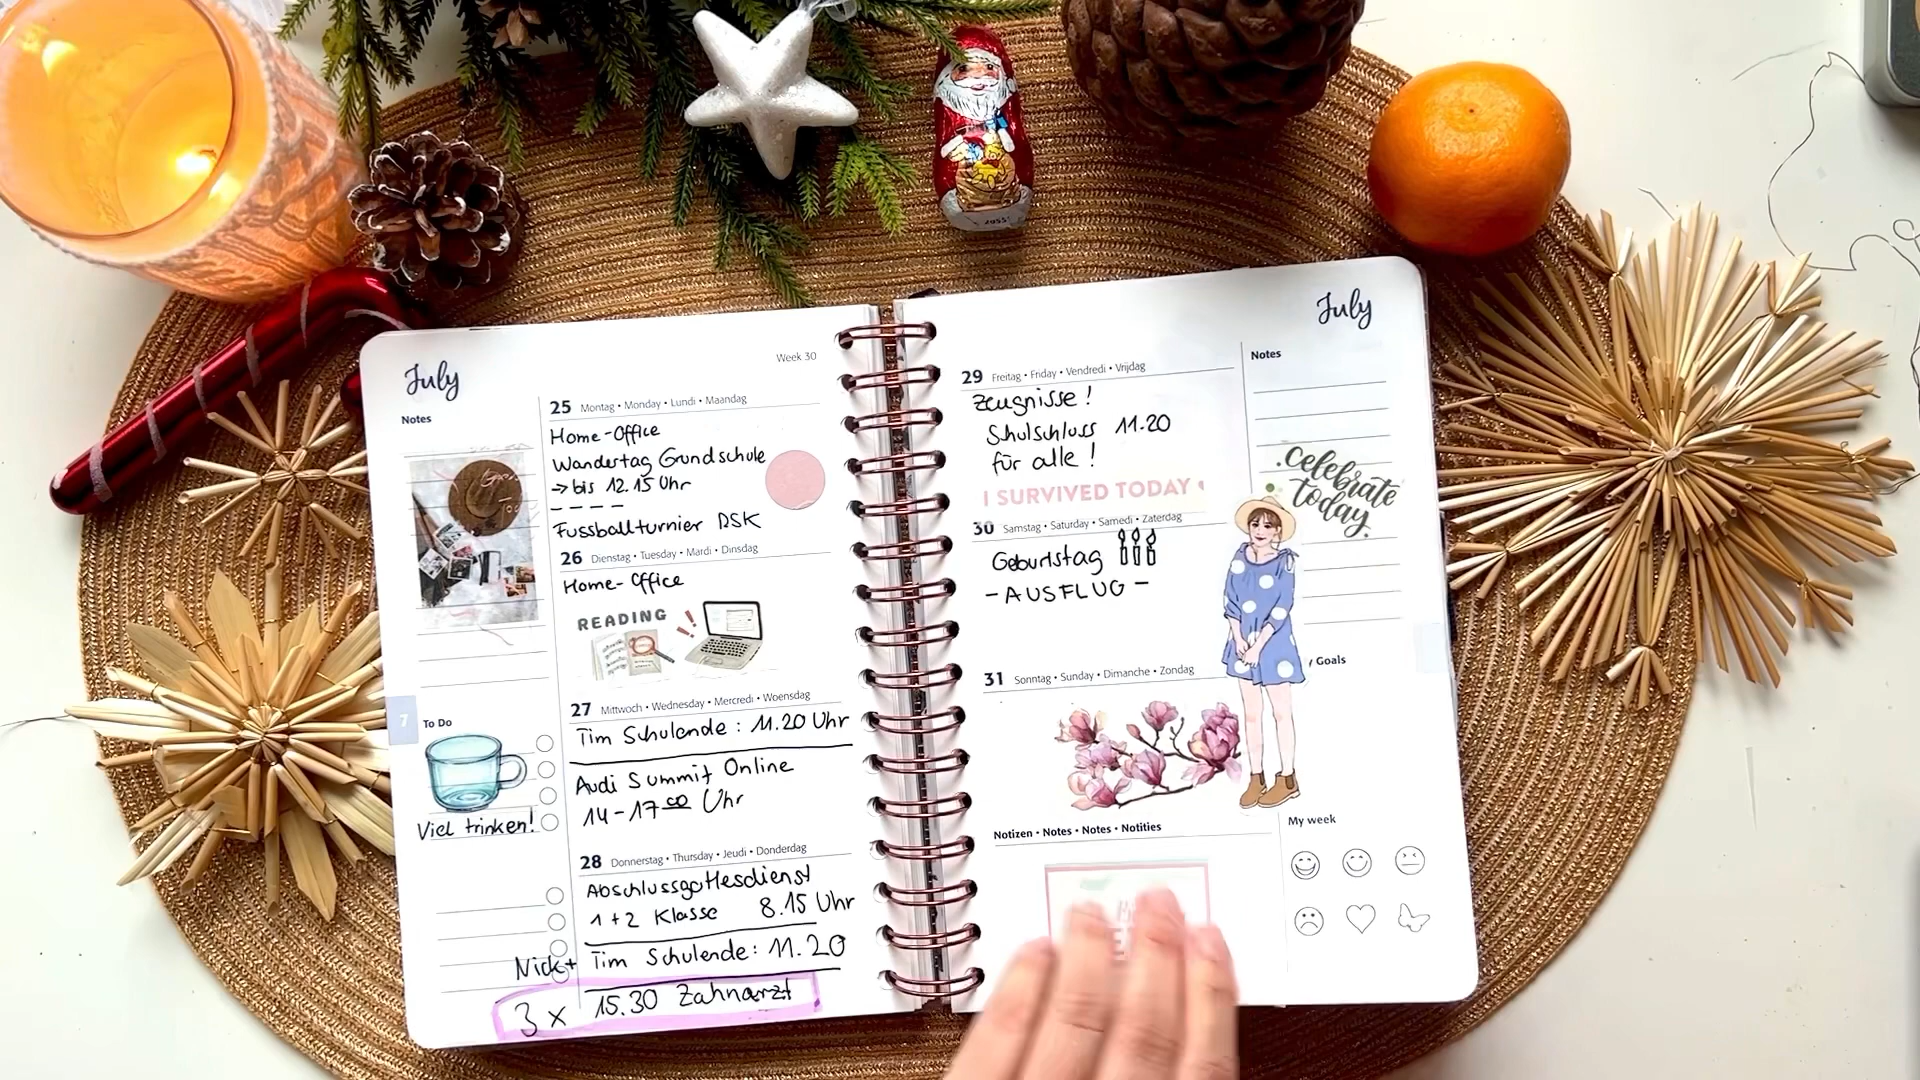 July
Week 30
Notes
25 Montag • Monday • Lundi • Maandag
Home-Office
Wandertag Grundschule
→ bis 12.15 Uhr
Fussballturnier DSK
26 Dienstag • Tuesday • Mardi • Dinsdag
Home-Office
READING
27 Mittwoch • Wednesday • Mercredi • Woensdag
Tim Schulende: 11.20 Uhr
Audi Summit Online
14-17 00 Uhr
7
To Do
Viel trinken!
28 Donnerstag • Thursday • Jeudi • Donderdag
Abschlussgottesdienst
1+2 Klasse 8.15 Uhr
Tim Schulende: 11.20
Nick+
3x 15.30 Zahnarzt
July
29 Freitag • Friday • Vendredi • Vrijdag
Zeugnisse!
Schulschluss 11.20
für alle!
I SURVIVED TODAY
30 Samstag • Saturday • Samedi • Zaterdag
Geburtstag
- AUSFLUG -
31 Sonntag • Sunday • Dimanche • Zondag
Notizen • Notes • Notes • Notities
Notes
celebrate
today.
/ Goals
My week